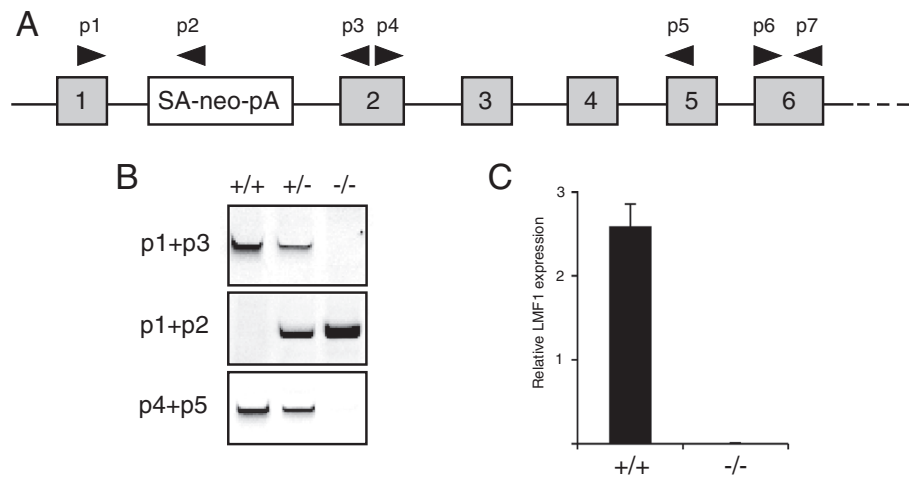 A
p1 p2 p3 p4 p5 p6 p7
1 SA-neo-pA 2 3 4 5 6
B
+/+ +/- -/-
p1+p3
p1+p2
p4+p5
C
3
2
1
Relative LMF1 expression
+/+ -/-